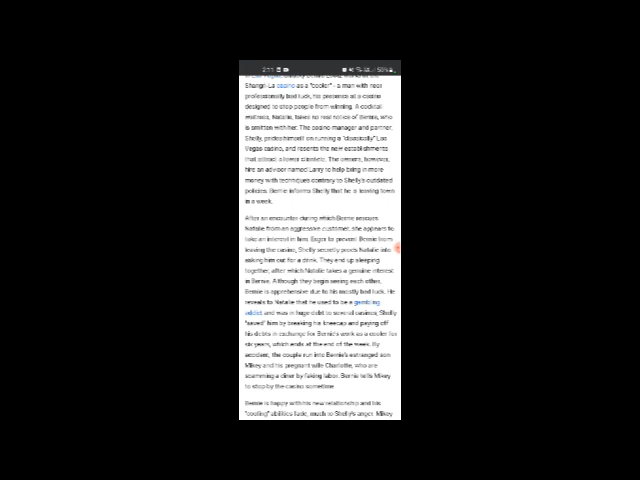 Shangri-La casino as a "cooler" - a man with near
professionally bad luck, his presence at a casino
designed to stop people from winning. A cocktail
waitress, Natalie, takes no real notice of Bernie, who
is smitten with her. The casino manager and partner,
Shelly, prides himself on running a "classically" Las
Vegas casino, and resents the new establishments
that attract a lower clientele. The owners, however,
hire an advisor named Larry to help bring in more
money with techniques contrary to Shelly's outdated
policies. Bernie informs Shelly that he is leaving town
in a week.
After an encounter during which Bernie rescues
Natalie from an aggressive customer, she appears to
take an interest in him. Eager to prevent Bernie from
leaving the casino, Shelly secretly prods Natalie into
asking him out for a drink. They end up sleeping
together, after which Natalie takes a genuine interest
in Bernie. Although they begin seeing each other,
Bernie is apprehensive due to his mostly bad luck. He
reveals to Natalie that he used to be a gambling
addict and was in huge debt to several casinos; Shelly
"saved" him by breaking his kneecap and paying off
his debts in exchange for Bernie's work as a cooler for
six years, which ends at the end of the week. By
accident, the couple run into Bernie's estranged son
Mikey and his pregnant wife Charlotte, who are
scamming a diner by faking labor. Bernie tells Mikey
to stop by the casino sometime.
Bernie is happy with his new relationship and his
"cooling" abilities fade, much to Shelly's anger. Mikey